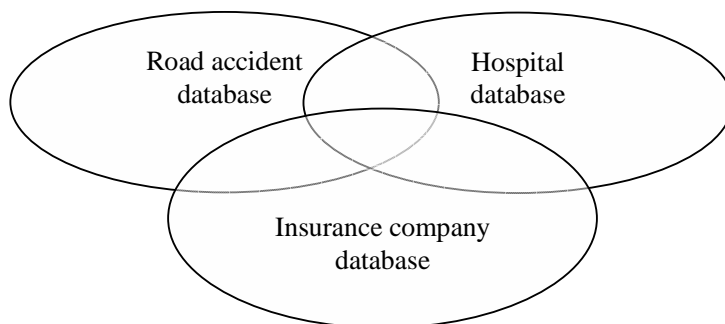 Road accident
database
Hospital
database
Insurance company
database